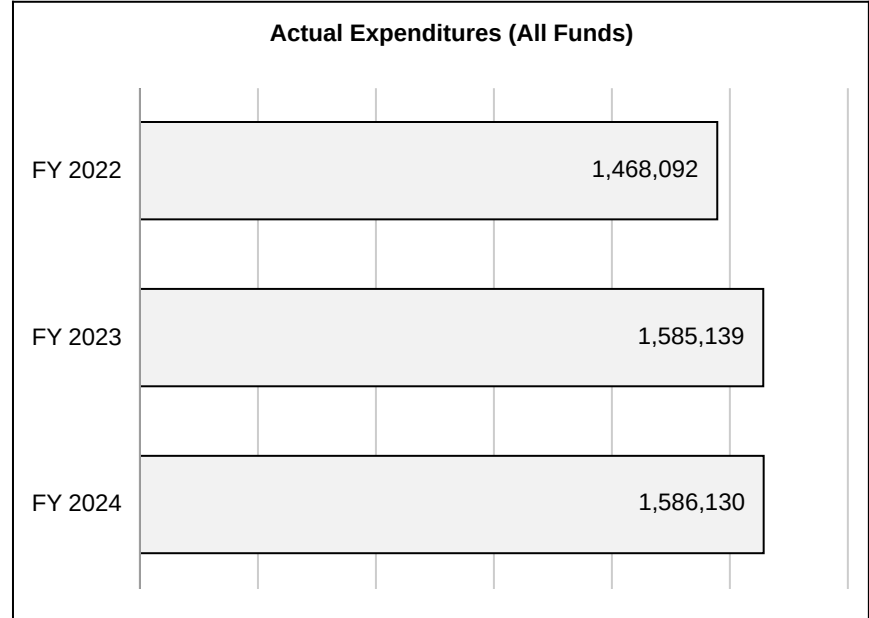 Actual Expenditures (All Funds)
FY 2022
1,468,092
FY 2023
1,585,139
FY 2024
1,586,130